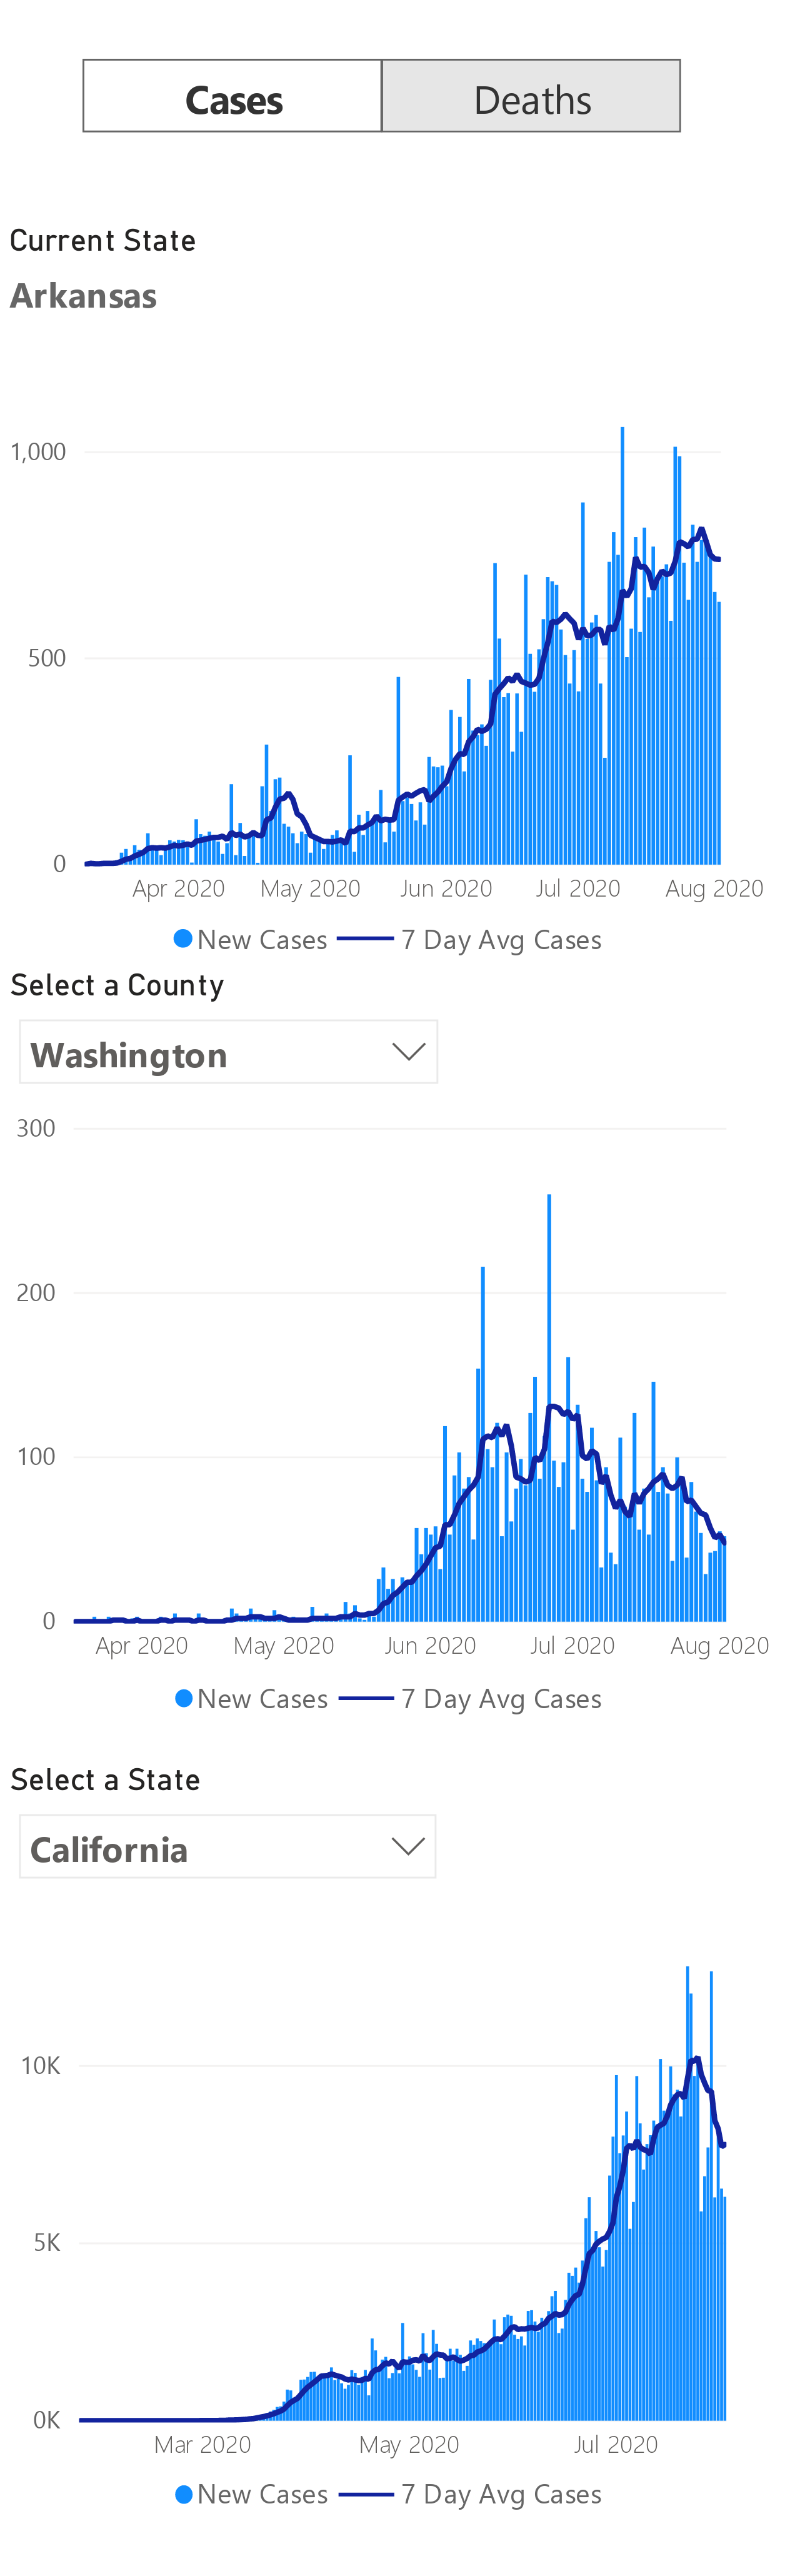 Cases Deaths
Current State
Arkansas
1,000
500
0
Apr 2020 May 2020 Jun 2020 Jul 2020 Aug 2020
New Cases 7 Day Avg Cases
Select a County
Washington
300
200
100
0
Apr 2020 May 2020 Jun 2020 Jul 2020 Aug 2020
New Cases 7 Day Avg Cases
Select a State
California
10K
5K
0K
Mar 2020 May 2020 Jul 2020
New Cases 7 Day Avg Cases